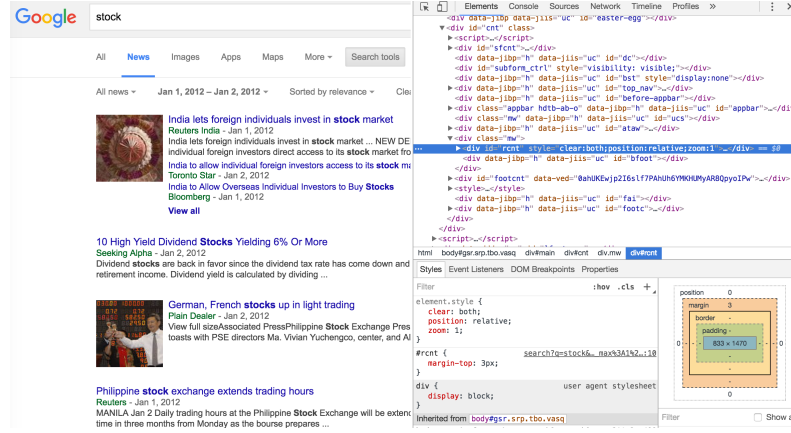 Google
stock
All News Images Apps Maps More Search tools
All news Jan 1, 2012 – Jan 2, 2012 Sorted by relevance Clea
India lets foreign individuals invest in stock market
Reuters India - Jan 1, 2012
India lets foreign individuals invest in stock market ... NEW DE
individual foreign investors direct access to its stock market fro
India to allow individual foreign investors access to its stock ma
Toronto Star - Jan 2, 2012
India to Allow Overseas Individual Investors to Buy Stocks
Bloomberg - Jan 1, 2012
View all
10 High Yield Dividend Stocks Yielding 6% Or More
Seeking Alpha - Jan 2, 2012
Dividend stocks are back in favor since the dividend tax rate has come down and
retirement income. Dividend yield is calculated by dividing ...
German, French stocks up in light trading
Plain Dealer - Jan 2, 2012
View full sizeAssociated PressPhilippine Stock Exchange Pres
toasts with PSE directors Ma. Vivian Yuchengco, center, and Al
Philippine stock exchange extends trading hours
Reuters - Jan 1, 2012
MANILA Jan 2 Daily trading hours at the Philippine Stock Exchange will be extend
time in three months from Monday as the bourse prepares ...
Elements Console Sources Network Timeline Profiles »
<div data-jibp="h" data-jiis="uc" id="easter-egg"></div>
<div id="cnt" class>
<script>…</script>
<div id="sfcnt">…</div>
<div data-jibp="h" data-jiis="uc" id="dc"></div>
<div id="subform_ctrl" style="visibility: visible;"></div>
<div data-jibp="h" data-jiis="uc" id="bst" style="display:none"></div>
<div data-jibp="h" data-jiis="uc" id="top_nav">…</div>
<div data-jibp="h" data-jiis="uc" id="before-appbar"></div>
<div class="appbar hdtb-ab-o" data-jibp="h" data-jiis="uc" id="appbar">…</di
<div class="mw" data-jibp="h" data-jiis="uc" id="ucs"></div>
<div data-jibp="h" data-jiis="uc" id="ataw">…</div>
<div class="mw">
<div id="rcnt" style="clear:both;position:relative;zoom:1">…</div> == $0
<div data-jibp="h" data-jiis="uc" id="bfoot"></div>
</div>
<div id="footcnt" data-ved="0ahUKEwjp2I6slf7PAhUh6YMKHUMyAR8QpyoIPw">…</div>
<style>…</style>
<div data-jibp="h" data-jiis="uc" id="footc">…</div>
</div>
<script>…</script>
html body#gsr.srp.tbo.vasq div#main div#cnt div.mw div#rcnt
Styles Event Listeners DOM Breakpoints Properties
Filter :hov .cls +
element.style {
clear: both;
position: relative;
zoom: 1;
}
#rcnt { search?q=stock&… max%3A1%2…:10
margin-top: 3px;
}
div { user agent stylesheet
display: block;
}
Inherited from body#gsr.srp.tbo.vasq
position 0
margin 3
border -
padding -
0 - - - 833 × 1470 - - - 0
-
-
-
0
Filter Show a